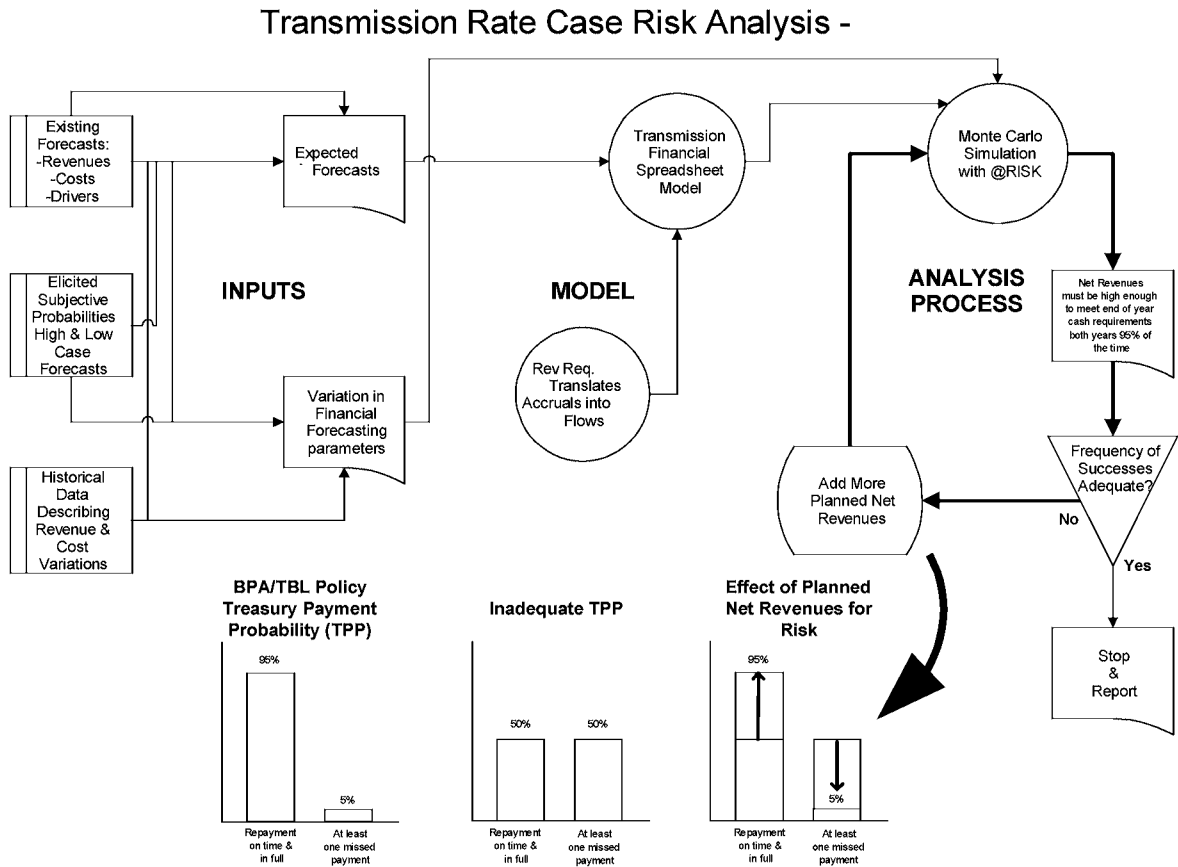 Transmission Rate Case Risk Analysis -
Existing
Forecasts:
-Revenues
-Costs
-Drivers
Expected
Forecasts
Transmission
Financial
Spreadsheet
Model
Monte Carlo
Simulation
with @RISK
Elicited
Subjective
Probabilities
High & Low
Case
Forecasts
INPUTS
MODEL
ANALYSIS
PROCESS
Net Revenues
must be high enough
to meet end of year
cash requirements
both years 95% of
the time
Rev Req.
Translates
Accruals into
Flows
Variation in
Financial
Forecasting
parameters
Historical
Data
Describing
Revenue &
Cost
Variations
Add More
Planned Net
Revenues
Frequency of
Successes
Adequate?
No
Yes
Stop
&
Report
BPA/TBL Policy
Treasury Payment
Probability (TPP)
95%
5%
Repayment
on time &
in full
At least
one missed
payment
Inadequate TPP
50%
50%
Repayment
on time &
in full
At least
one missed
payment
Effect of Planned
Net Revenues for
Risk
95%
5%
Repayment
on time &
in full
At least
one missed
payment